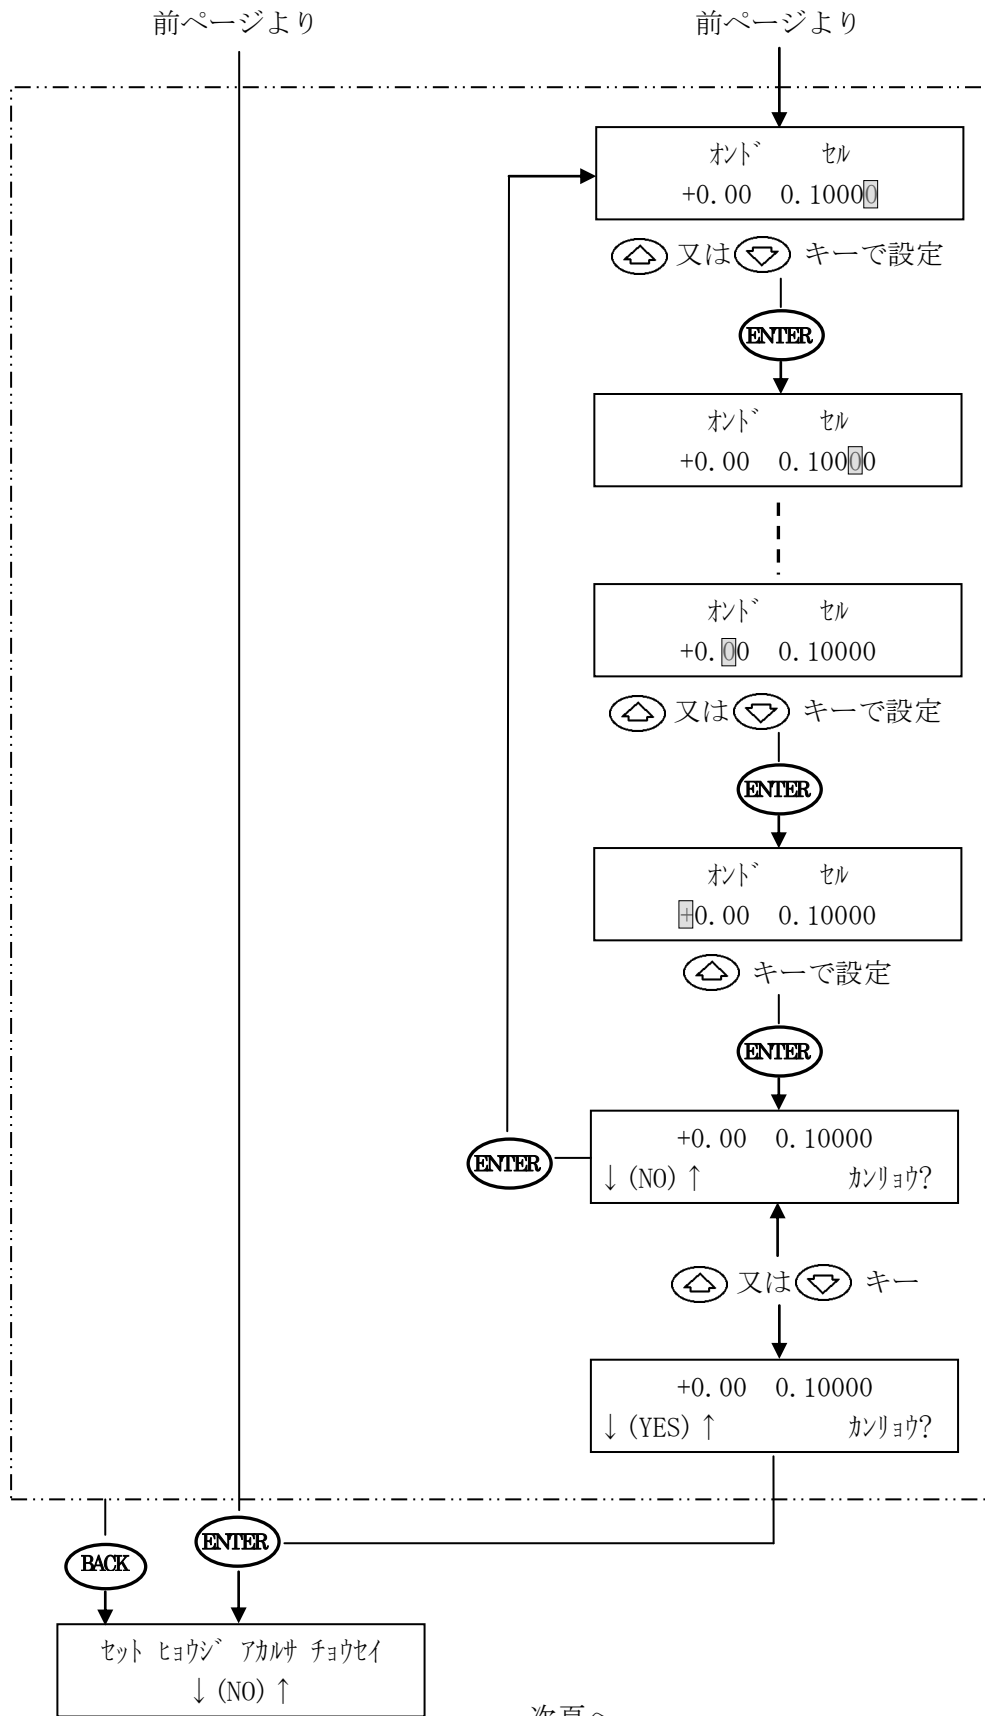 前ページより
前ページより
ｵﾝﾄﾞ ｾﾙ
+0.00 0.10000
又は キーで設定
ENTER
ｵﾝﾄﾞ ｾﾙ
+0.00 0.10000
ｵﾝﾄﾞ ｾﾙ
+0.00 0.10000
又は キーで設定
ENTER
ｵﾝﾄﾞ ｾﾙ
+0.00 0.10000
キーで設定
ENTER
+0.00 0.10000
↓(NO)↑ ｶﾝﾘｮｳ?
ENTER
又は キー
+0.00 0.10000
↓(YES)↑ ｶﾝﾘｮｳ?
BACK
ENTER
ｾｯﾄ ﾋｮｳｼﾞ ｱｶﾙｻ ﾁｮｳｾｲ
↓(NO)↑